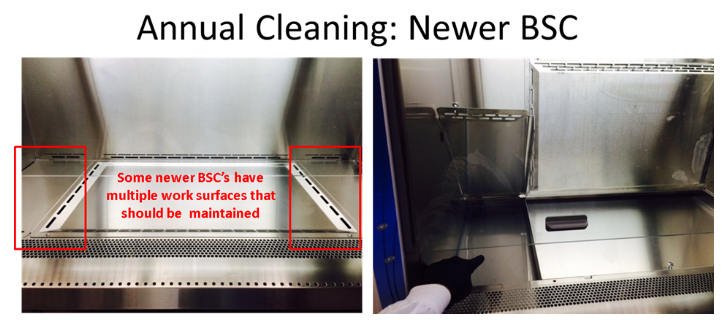 Annual Cleaning: Newer BSC
Some newer BSC's have
multiple work surfaces that
should be maintained